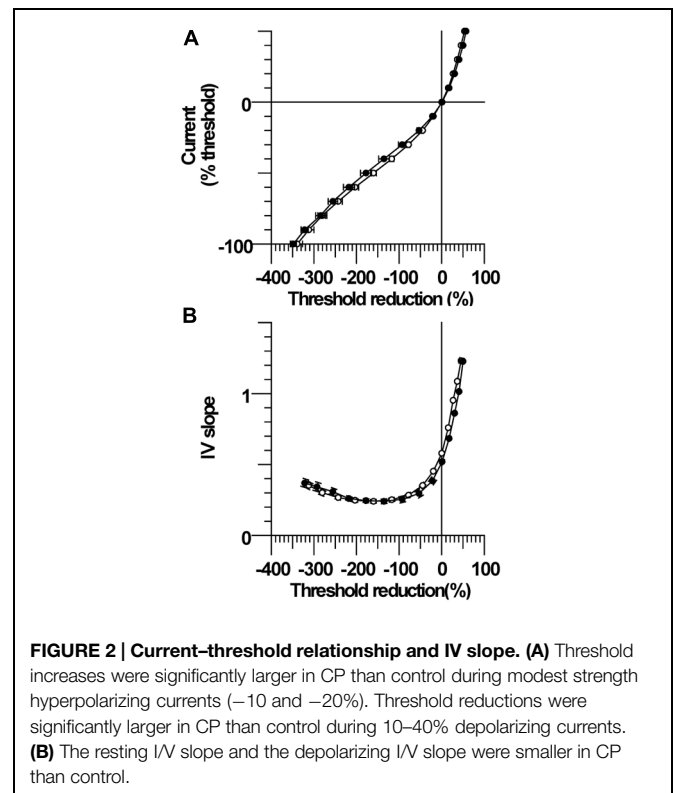 A
0
Current
(% threshold)
-100
-400 -300 -200 -100 0 100
Threshold reduction (%)
B
1
IV slope
0
-400 -300 -200 -100 0 100
Threshold reduction(%)
FIGURE 2 | Current–threshold relationship and IV slope. (A) Threshold
increases were significantly larger in CP than control during modest strength
hyperpolarizing currents (−10 and −20%). Threshold reductions were
significantly larger in CP than control during 10–40% depolarizing currents.
(B) The resting I/V slope and the depolarizing I/V slope were smaller in CP
than control.